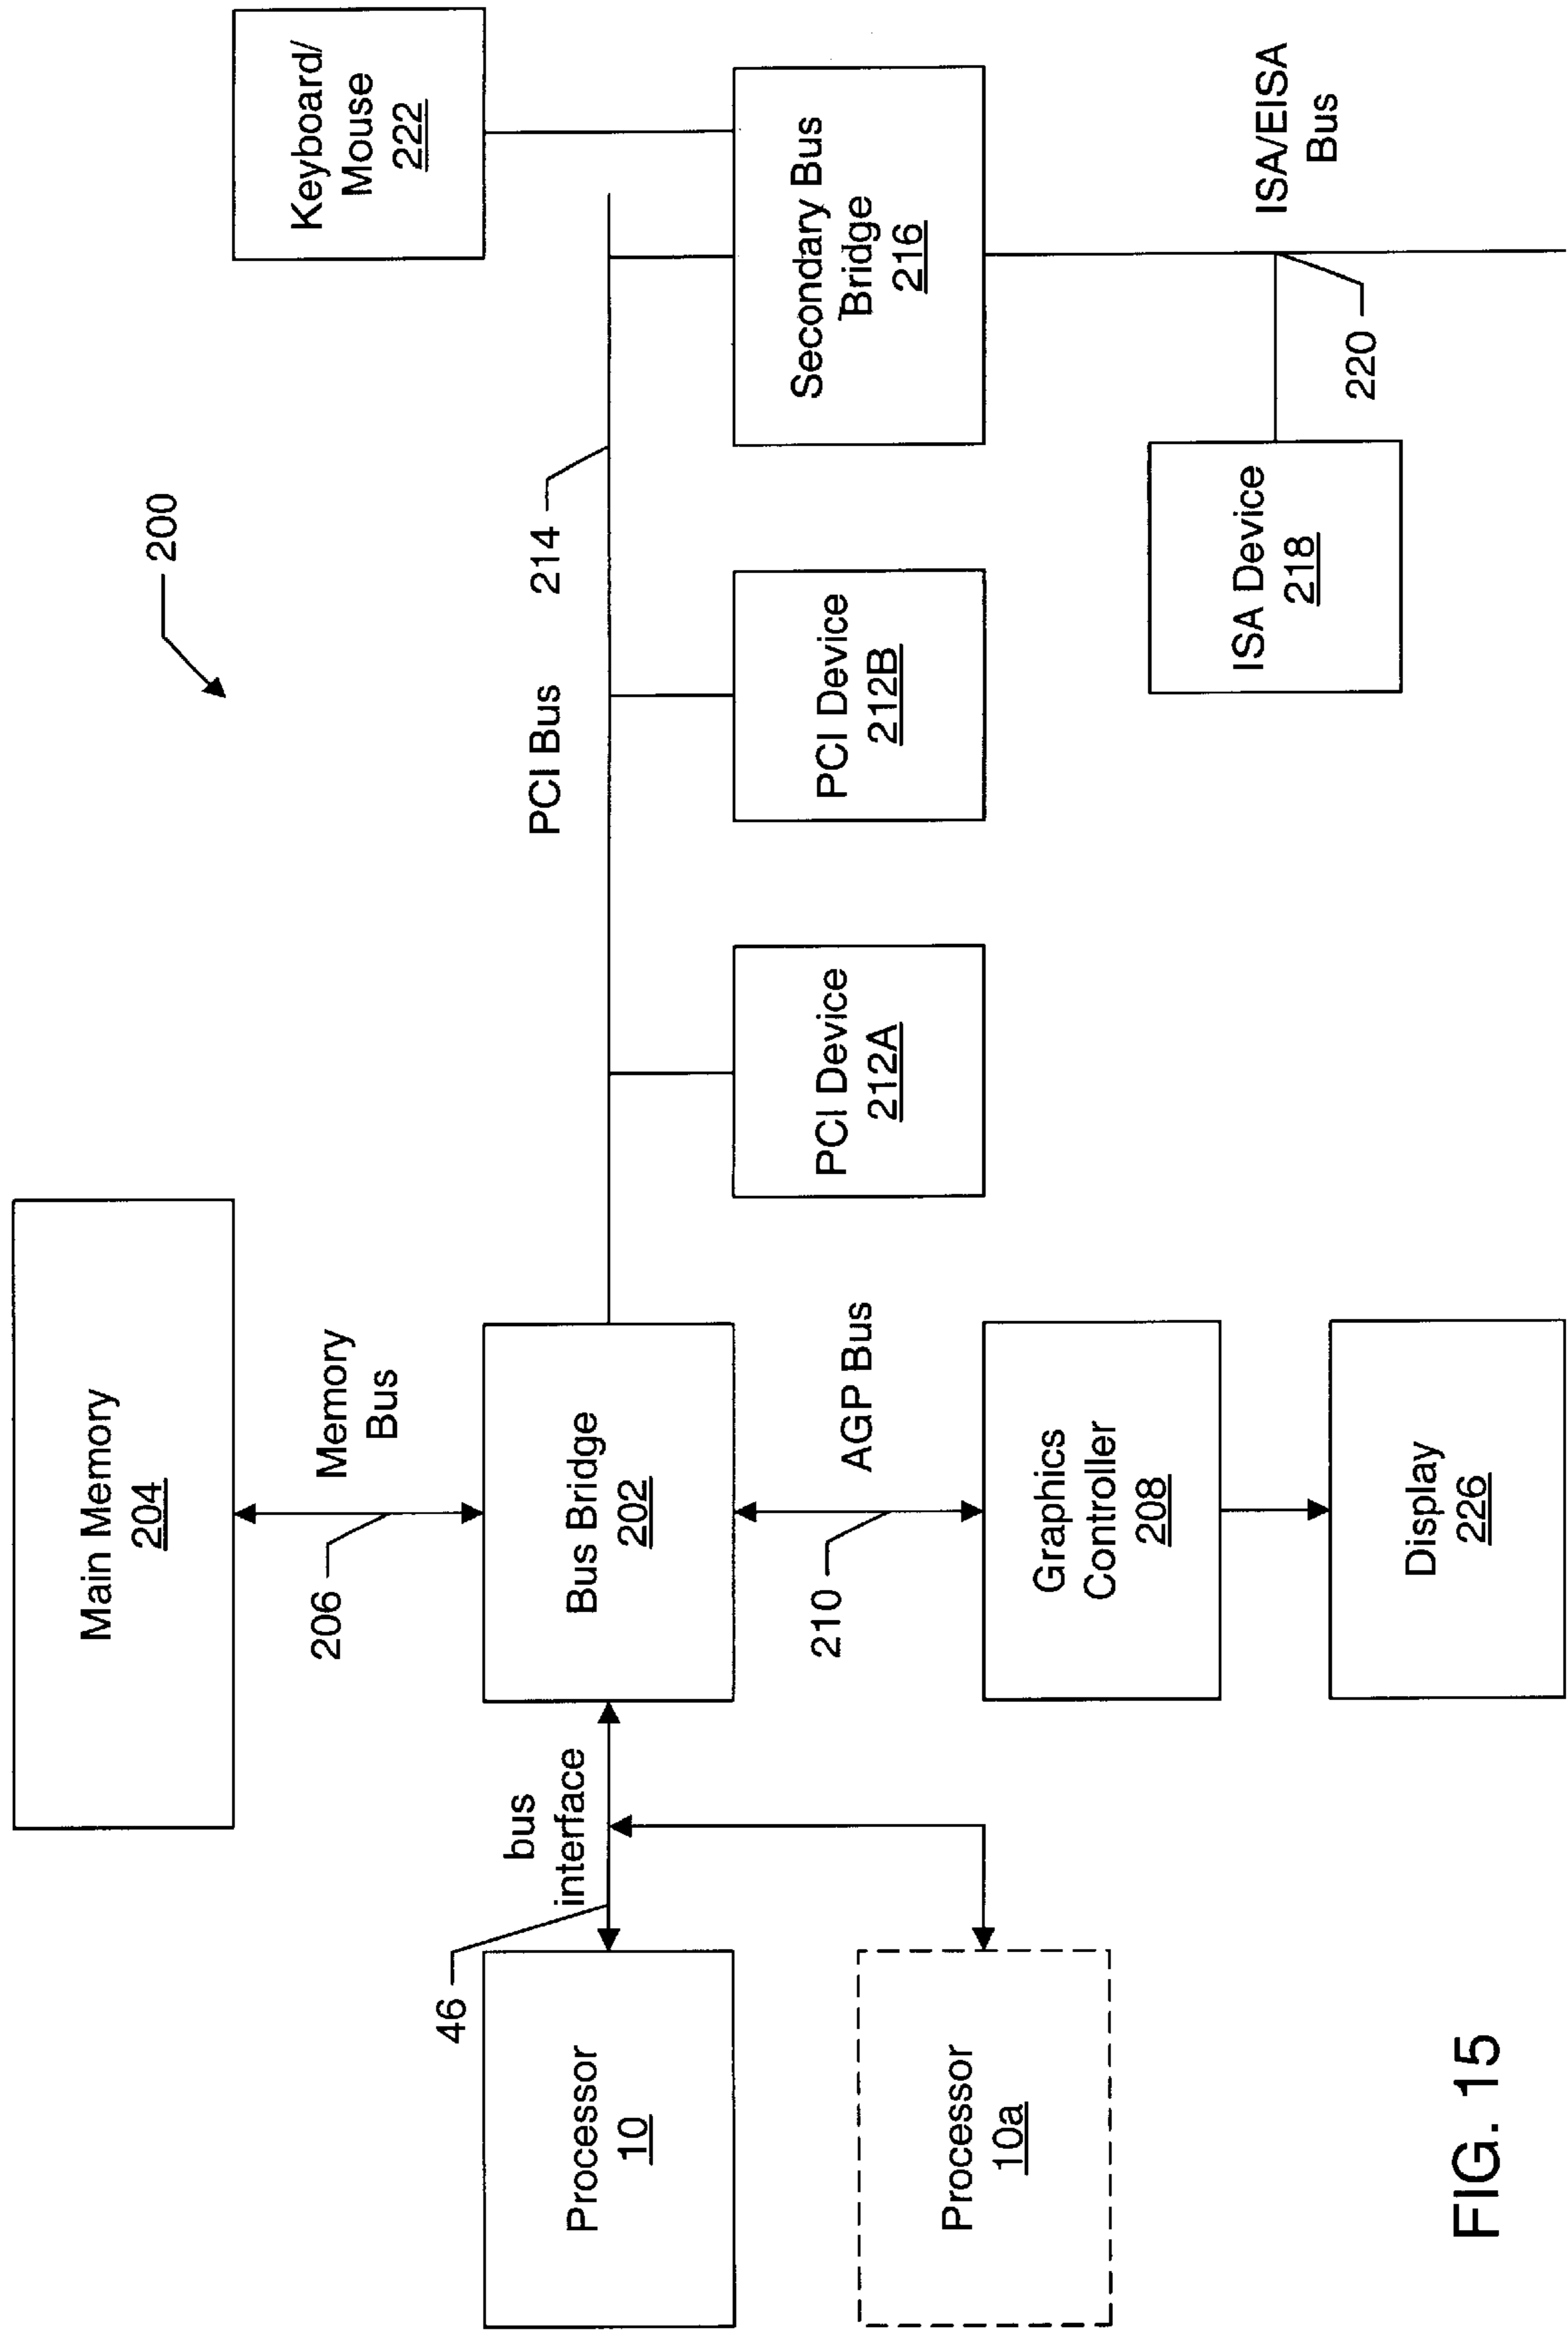 Main Memory
204
206
Memory
Bus
46
bus
interface
Processor
10
Bus Bridge
202
Processor
10a
210
AGP Bus
Graphics
Controller
208
Display
226
200
PCI Bus
214
PCI Device
212A
PCI Device
212B
Keyboard/
Mouse
222
Secondary Bus
Bridge
216
ISA Device
218
220
ISA/EISA
Bus
FIG. 15